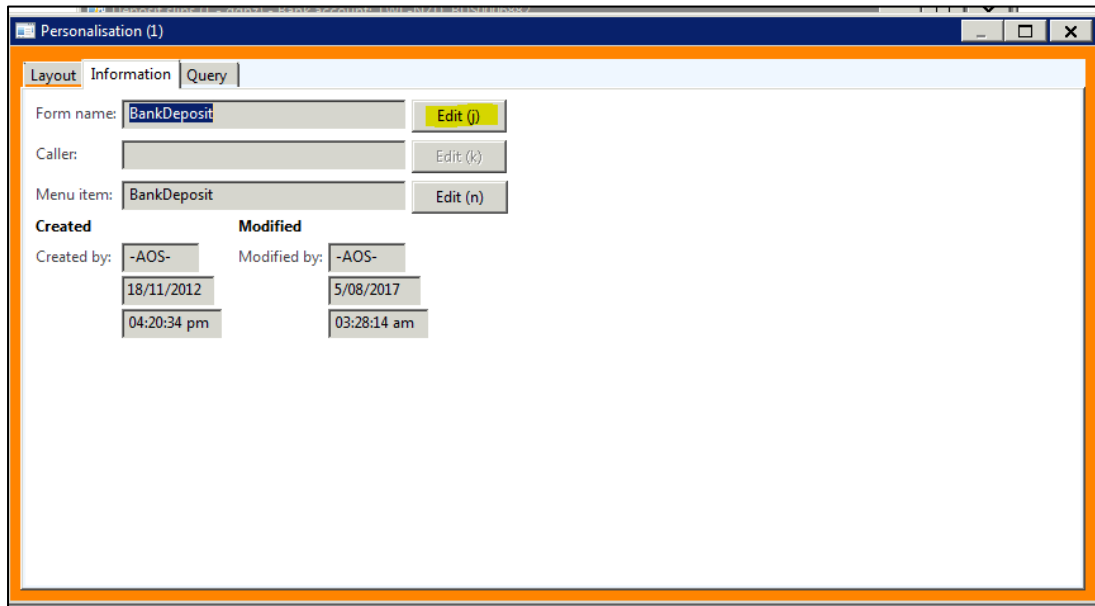 Personalisation (1)
Layout Information Query
Form name: BankDeposit Edit (j)
Caller: Edit (k)
Menu item: BankDeposit Edit (n)
Created Modified
Created by: -AOS- Modified by: -AOS-
18/11/2012 5/08/2017
04:20:34 pm 03:28:14 am